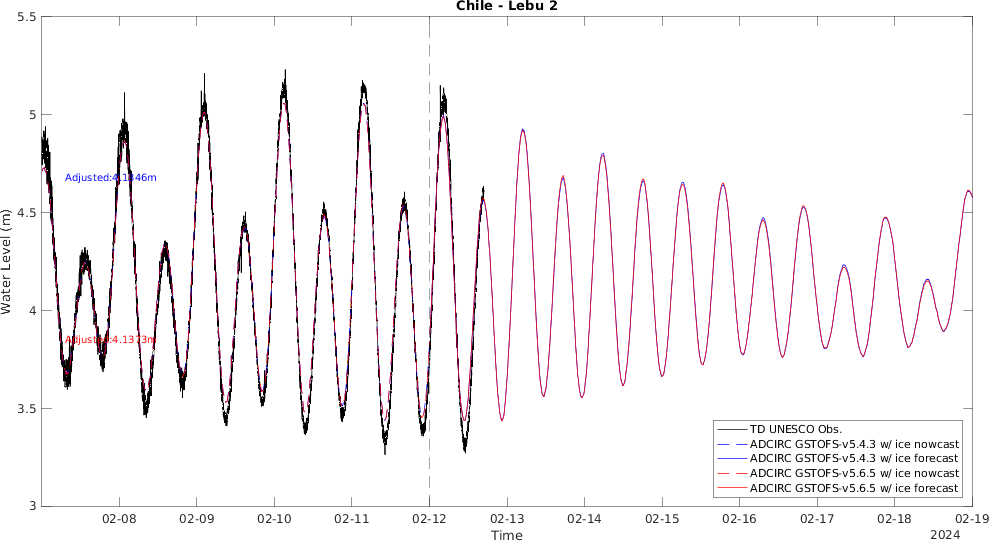 Chile - Lebu 2
5.5
5
4.5
4
3.5
3
Water Level (m)
Adjusted:4.1346m
Adjusted:4.1373m
TD UNESCO Obs.
ADCIRC GSTOFS-v5.4.3 w/ ice nowcast
ADCIRC GSTOFS-v5.4.3 w/ ice forecast
ADCIRC GSTOFS-v5.6.5 w/ ice nowcast
ADCIRC GSTOFS-v5.6.5 w/ ice forecast
02-08 02-09 02-10 02-11 02-12 02-13 02-14 02-15 02-16 02-17 02-18 02-19
Time
2024